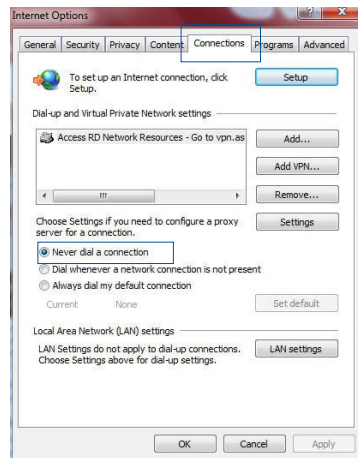 Internet Options
General Security Privacy Content Connections Programs Advanced
To set up an Internet connection, click
Setup.
Setup
Dial-up and Virtual Private Network settings
Access RD Network Resources - Go to vpn.as
Add...
Add VPN...
Remove...
Choose Settings if you need to configure a proxy
server for a connection.
Settings
Never dial a connection
Dial whenever a network connection is not present
Always dial my default connection
Current None
Set default
Local Area Network (LAN) settings
LAN Settings do not apply to dial-up connections.
Choose Settings above for dial-up settings.
LAN settings
OK Cancel Apply